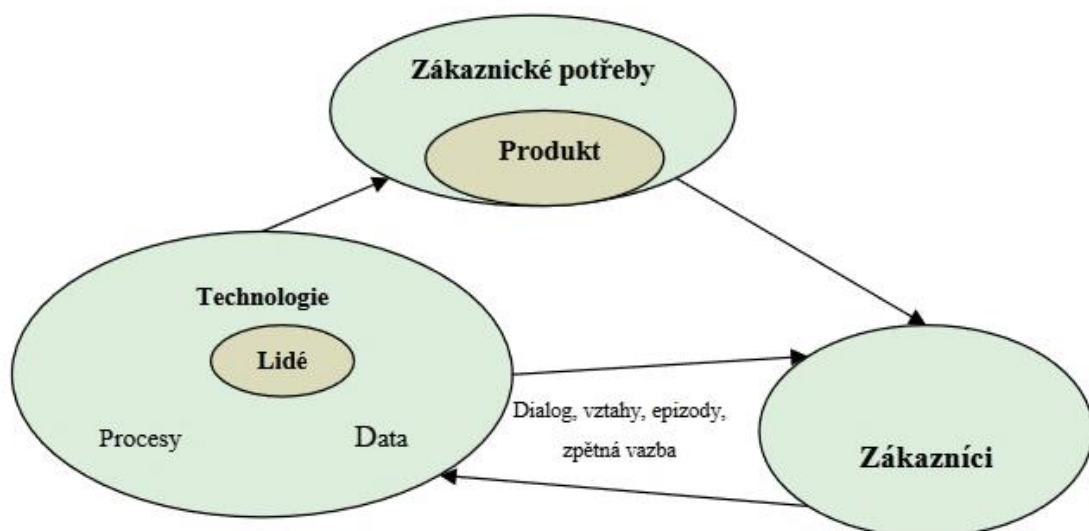 Zákaznické potřeby
Produkt
Technologie
Lidé
Procesy
Data
Dialog, vztahy, epizody,
zpětná vazba
Zákazníci